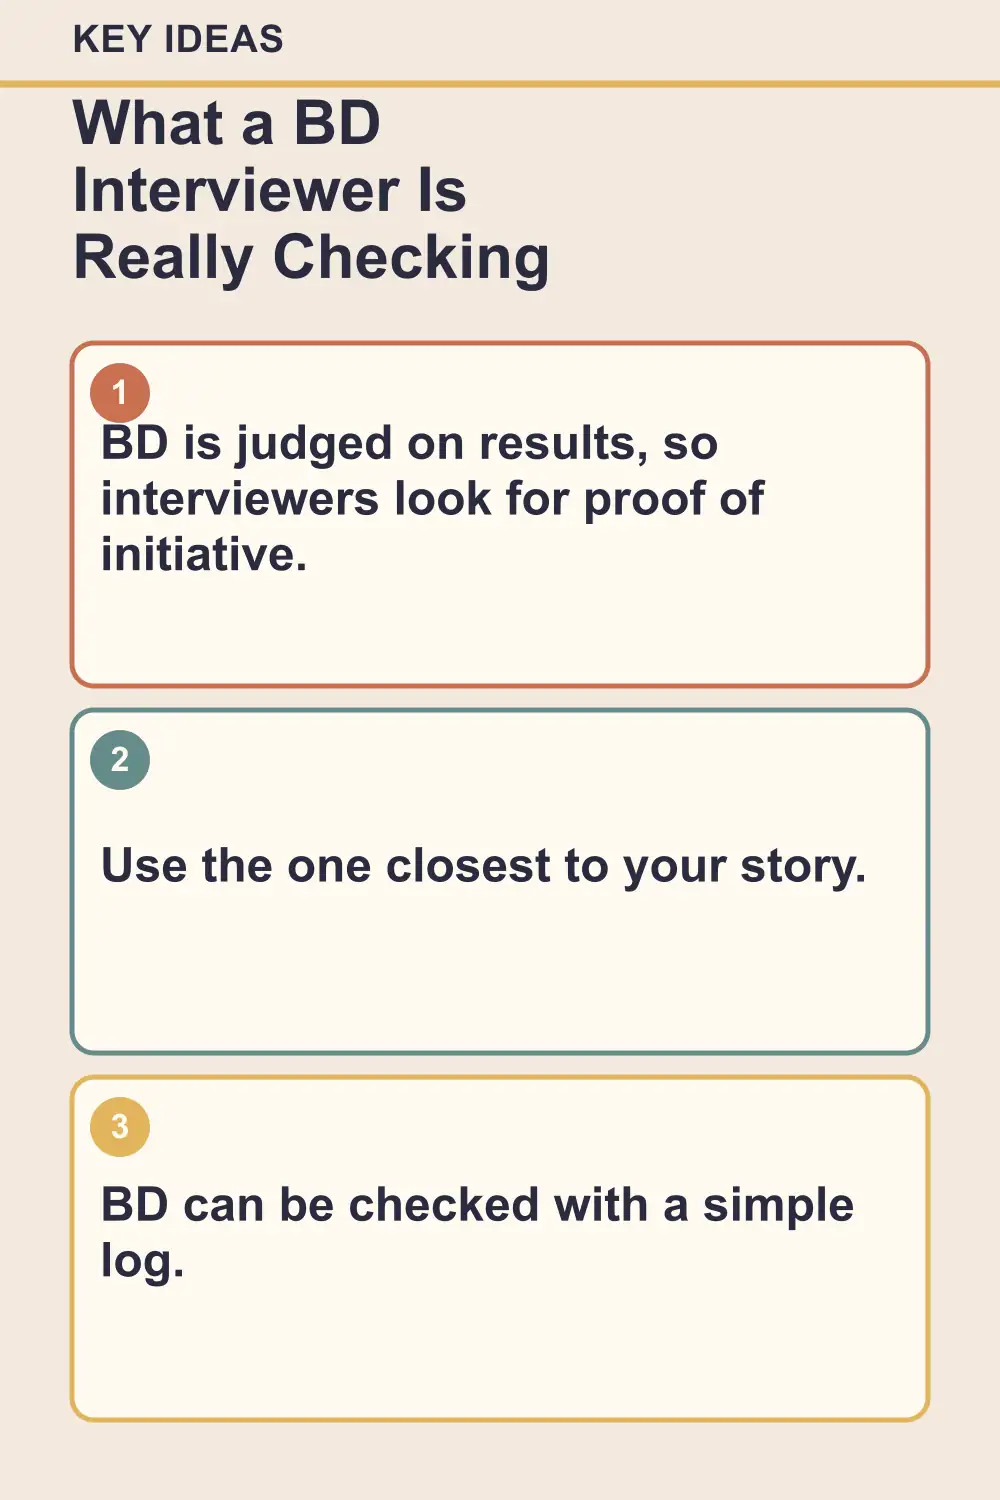 KEY IDEAS
What a BD
Interviewer Is
Really Checking
1
BD is judged on results, so
interviewers look for proof of
initiative.
2
Use the one closest to your story.
3
BD can be checked with a simple
log.